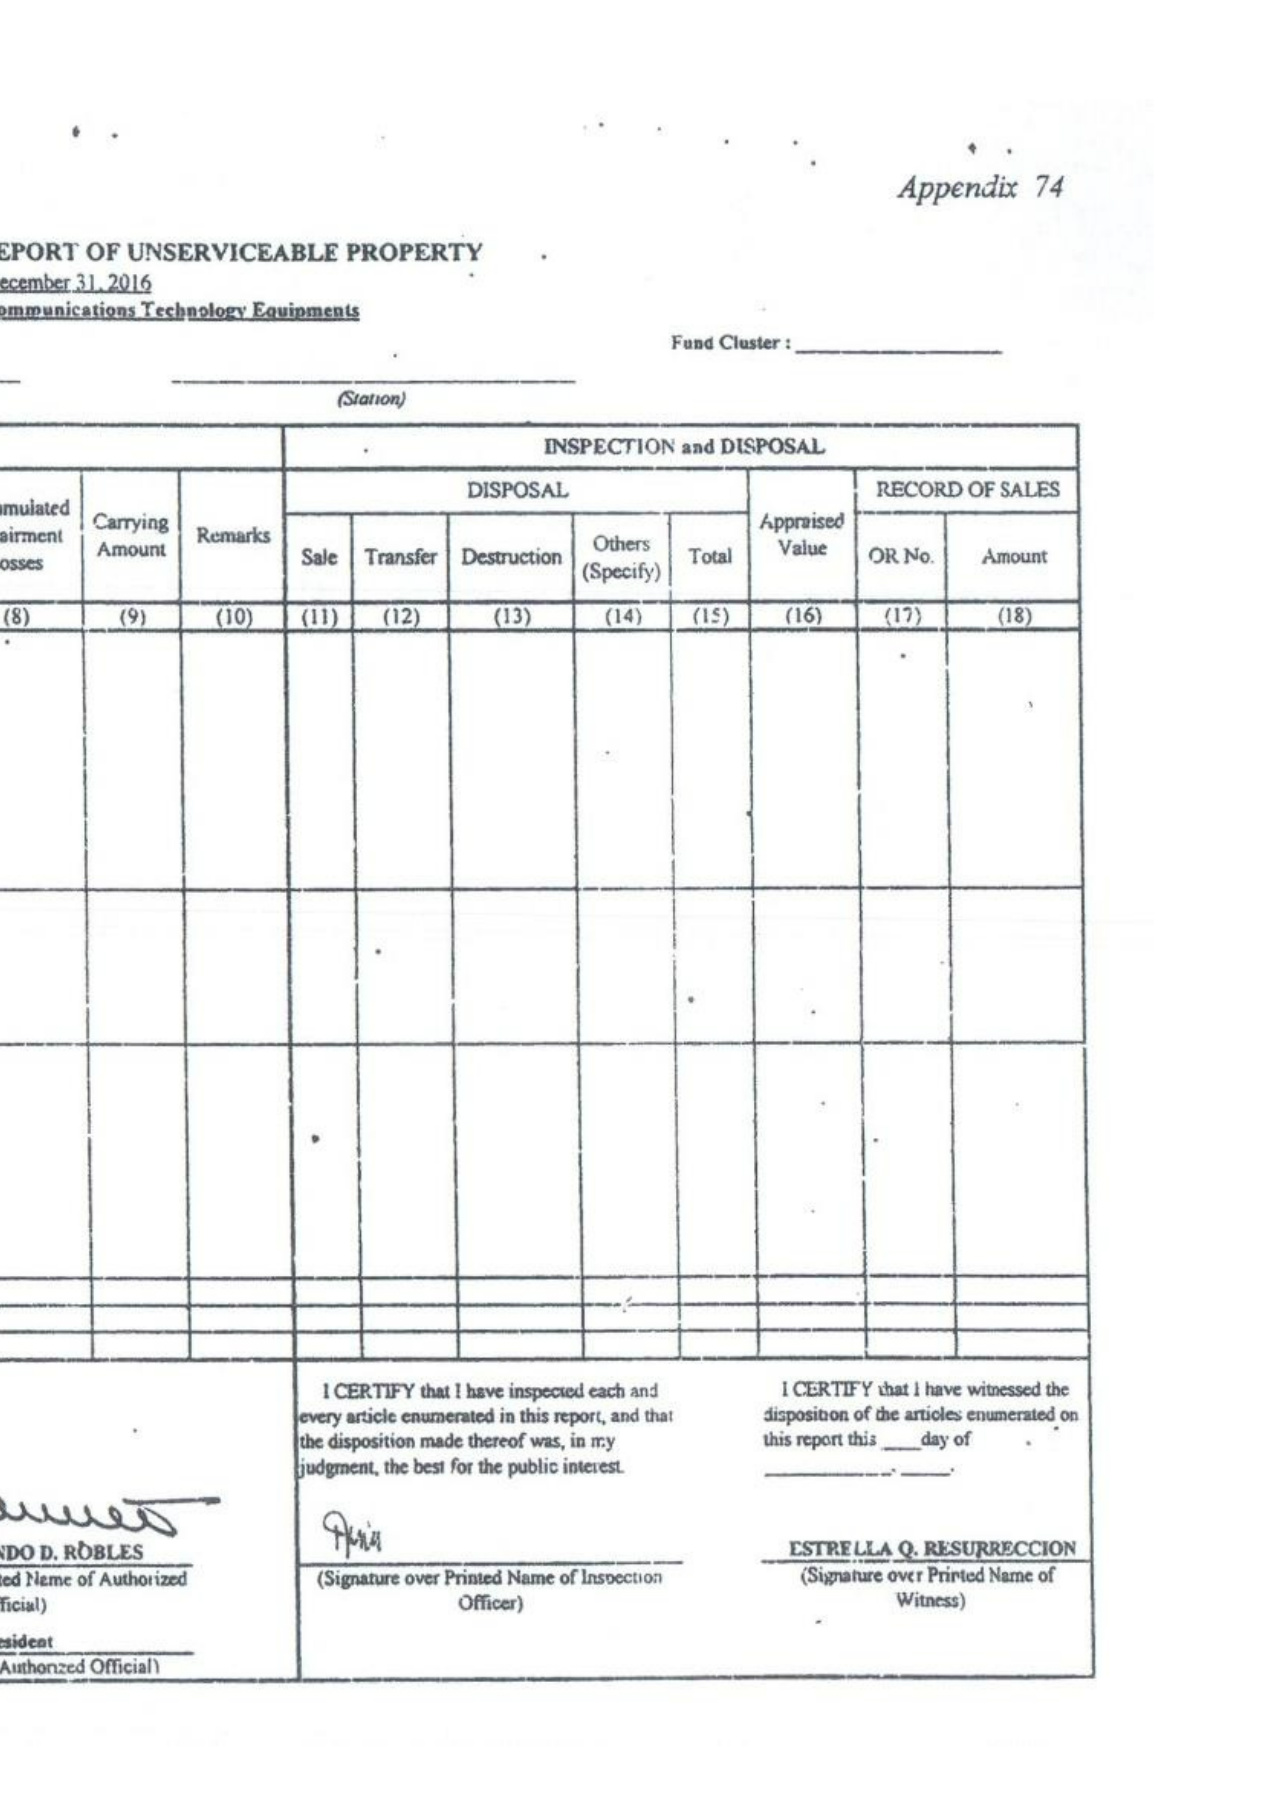 Appendix 74
EPORT OF UNSERVICEABLE PROPERTY
ecember 31, 2016
ommunications Technology Equipments
Fund Cluster :
(Station)
INSPECTION and DISPOSAL
DISPOSAL
RECORD OF SALES
mulated
airment
osses
Carrying
Amount
Remarks
Sale
Transfer
Destruction
Others
(Specify)
Total
Appraised
Value
OR No.
Amount
(8) (9) (10) (11) (12) (13) (14) (15) (16) (17) (18)
I CERTIFY that I have inspected each and
every article enumerated in this report, and that
the disposition made thereof was, in my
judgment, the best for the public interest.
I CERTIFY that I have witnessed the
disposition of the articles enumerated on
this report this ___day of
NDO D. ROBLES
ted Name of Authorized
ficial)
esident
Authorized Official)
(Signature over Printed Name of Inspection
Officer)
ESTRELLA Q. RESURRECCION
(Signature over Printed Name of
Witness)